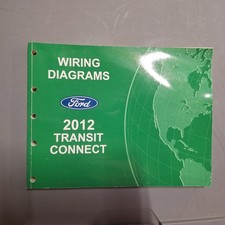 WIRING
DIAGRAMS
Ford
2012
TRANSIT
CONNECT